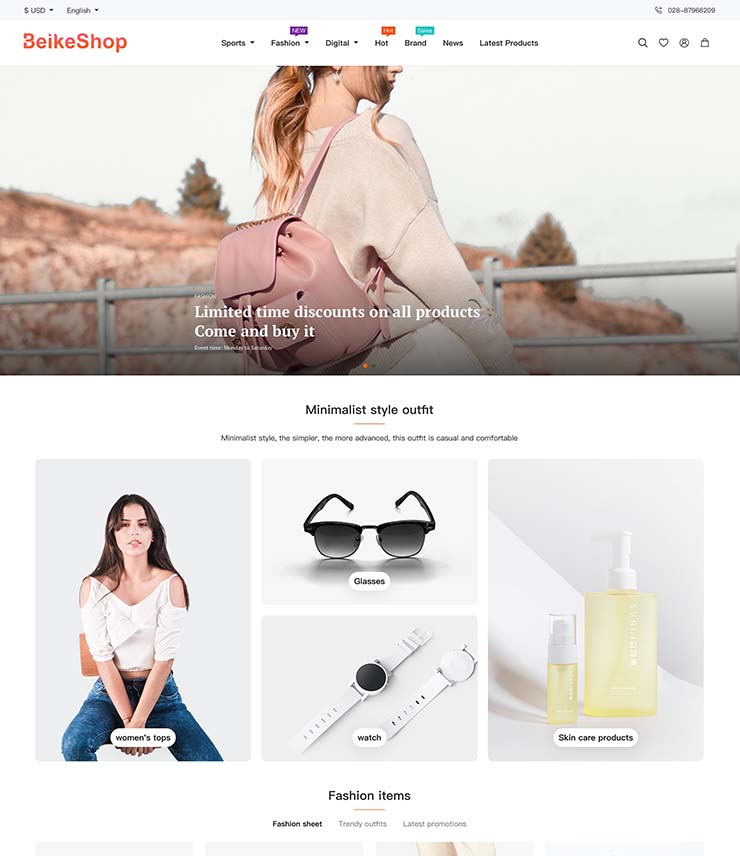 $ USD
English
028-87966209
BeikeShop
NEW
Hot
Sales
Sports
Fashion
Digital
Hot
Brand
News
Latest Products
FASHION
Limited time discounts on all products
Come and buy it
Event time: Monday to Saturday
Minimalist style outfit
Minimalist style, the simpler, the more advanced, this outfit is casual and comfortable
women's tops
Glasses
watch
Skin care products
Fashion items
Fashion sheet
Trendy outfits
Latest promotions